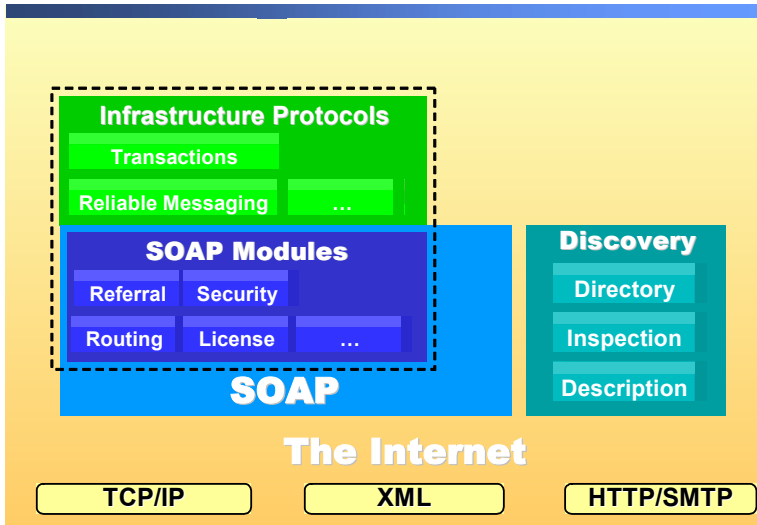 Infrastructure Protocols
Transactions
Reliable Messaging
...
SOAP Modules
Referral
Security
Routing
License
...
SOAP
Discovery
Directory
Inspection
Description
The Internet
TCP/IP
XML
HTTP/SMTP